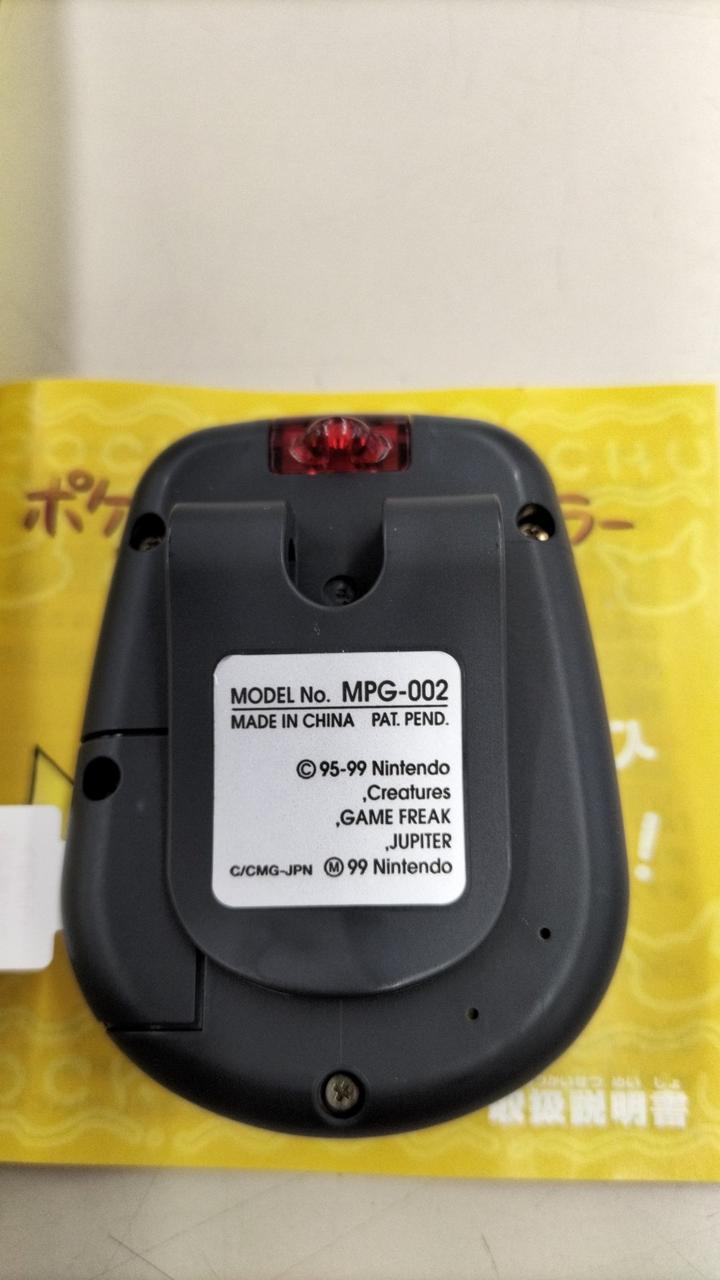 MODEL No. MPG-002
MADE IN CHINA PAT. PEND.
©95-99 Nintendo
,Creatures
,GAME FREAK
,JUPITER
C/CMG-JPN Ⓜ99 Nintendo
ポケ
ラー
!
取扱説明書